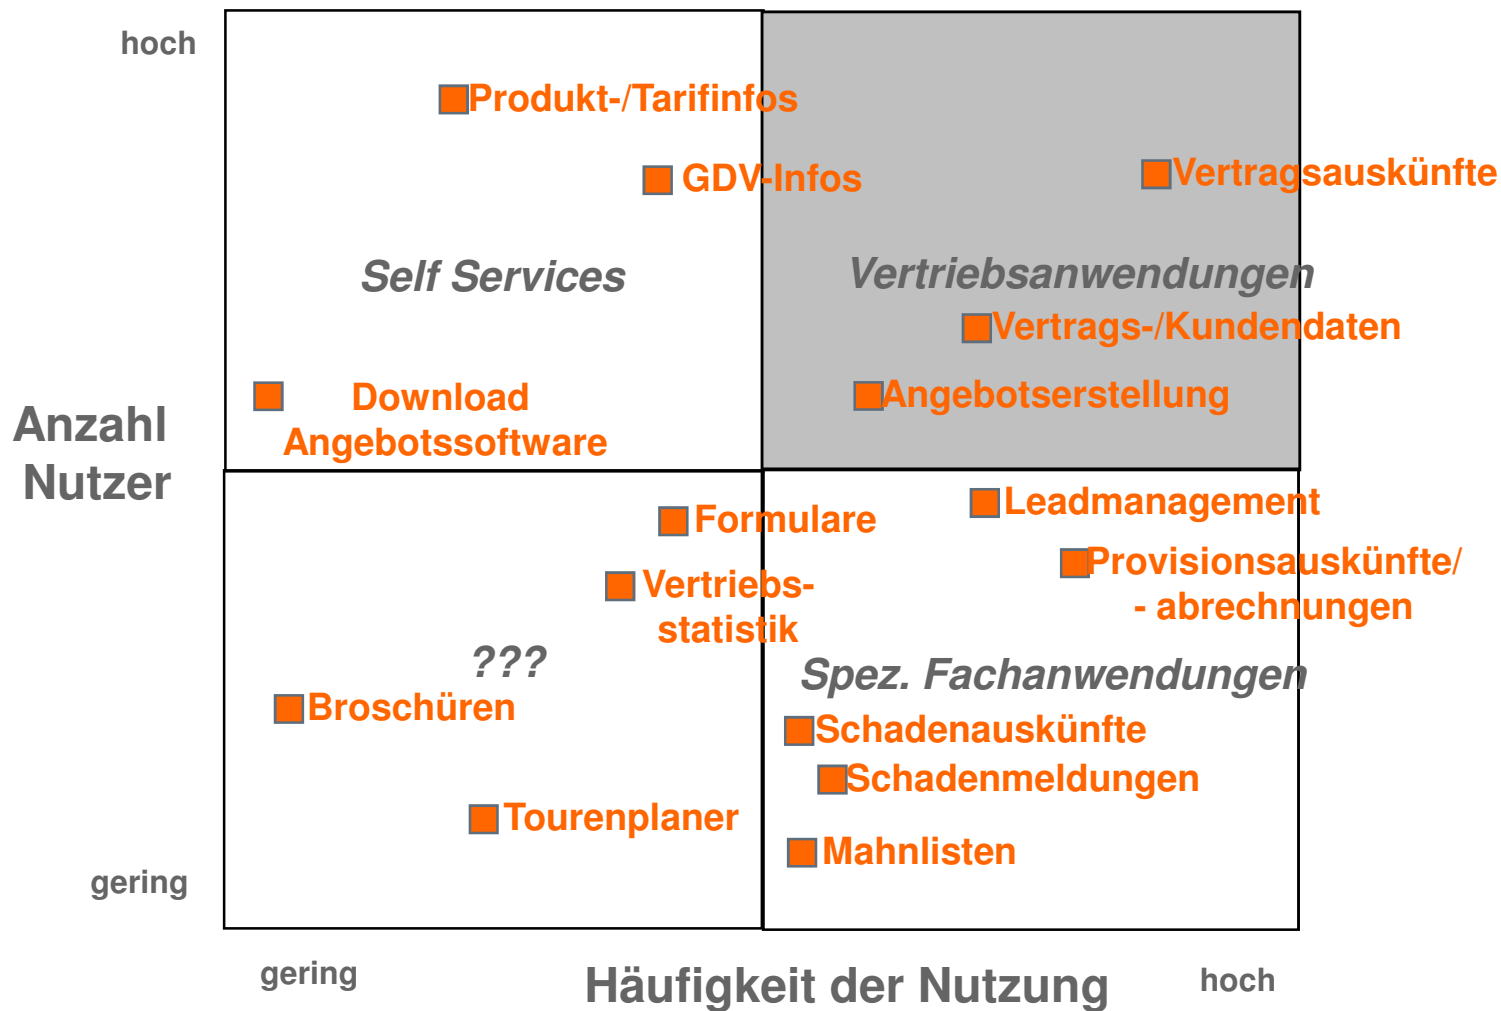 hoch
Produkt-/Tarifinfos
GDV-Infos
Vertragsauskünfte
Self Services
Vertriebsanwendungen
Vertrags-/Kundendaten
Download
Angebotssoftware
Angebotserstellung
Anzahl
Nutzer
Formulare
Leadmanagement
Vertriebs-
statistik
Provisionsauskünfte/
- abrechnungen
???
Spez. Fachanwendungen
Broschüren
Schadenauskünfte
Schadenmeldungen
Tourenplaner
Mahnlisten
gering
gering
Häufigkeit der Nutzung
hoch